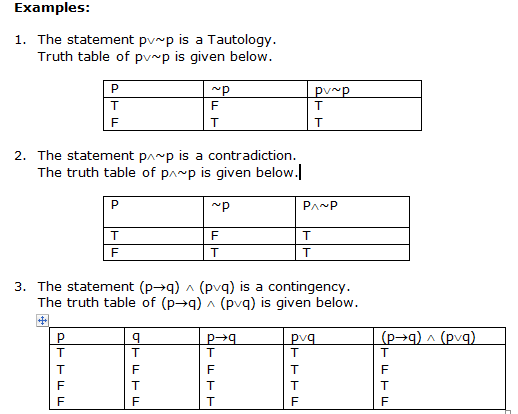 Examples:
1. The statement p∨~p is a Tautology.
Truth table of p∨~p is given below.
P ~p p∨~p
T F T
F T T
2. The statement p∧~p is a contradiction.
The truth table of p∧~p is given below.
P ~p P∧~P
T F T
F T T
3. The statement (p→q) ∧ (p∨q) is a contingency.
The truth table of (p→q) ∧ (p∨q) is given below.
p q p→q p∨q (p→q) ∧ (p∨q)
T T T T T
T F F T F
F T T T T
F F T F F